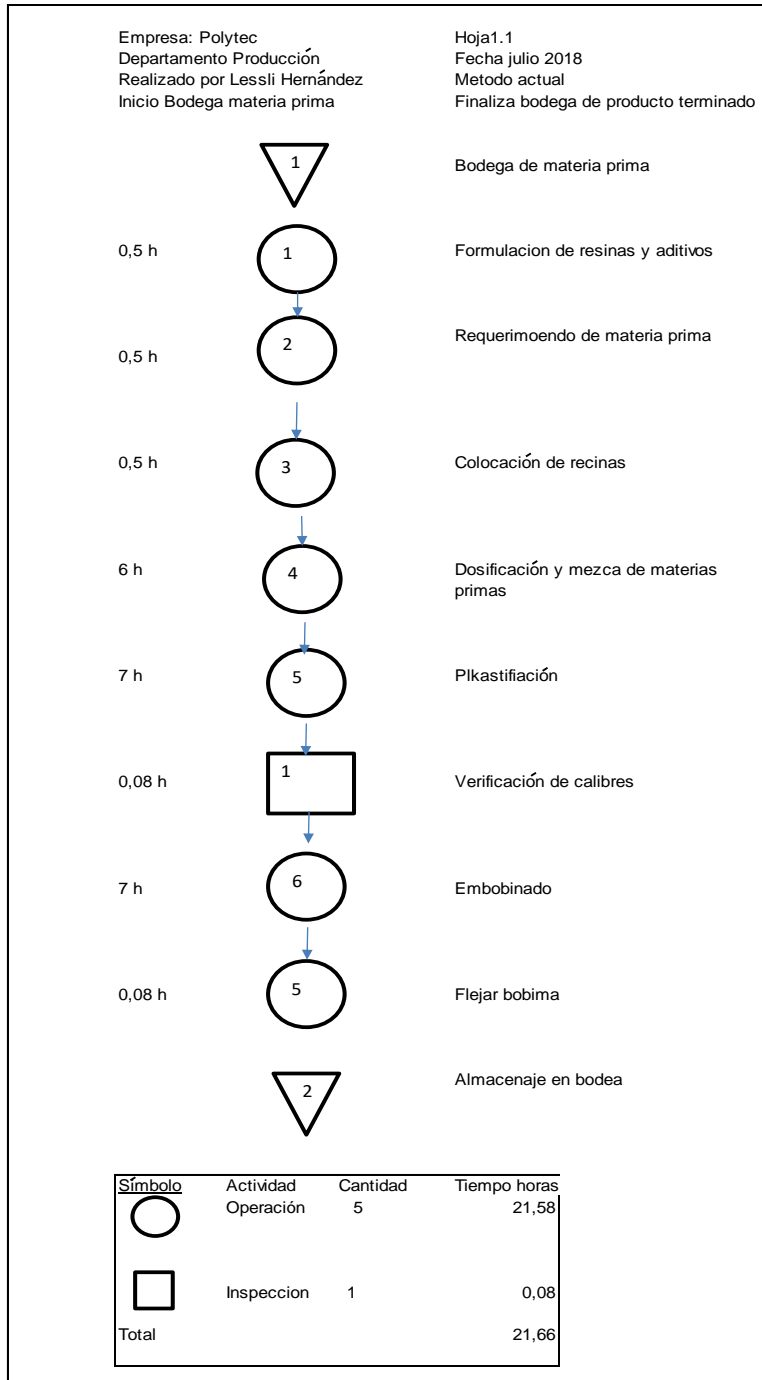 Empresa: Polytec Hoja1.1
Departamento Producción Fecha julio 2018
Realizado por Lessli Hernández Metodo actual
Inicio Bodega materia prima Finaliza bodega de producto terminado
1 Bodega de materia prima
0,5 h 1 Formulacion de resinas y aditivos
0,5 h 2 Requerimoendo de materia prima
0,5 h 3 Colocación de recinas
6 h 4 Dosificación y mezca de materias
primas
7 h 5 Plkastifiación
0,08 h 1 Verificación de calibres
7 h 6 Embobinado
0,08 h 5 Flejar bobima
2 Almacenaje en bodea
Símbolo Actividad Cantidad Tiempo horas
Operación 5 21,58
Inspeccion 1 0,08
Total 21,66